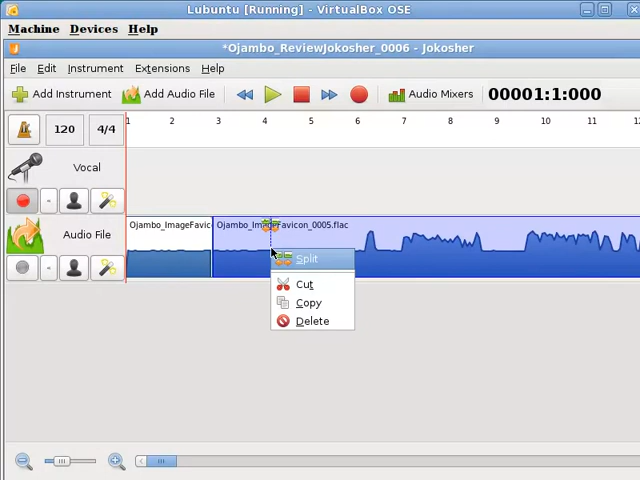 Lubuntu [Running] - VirtualBox OSE
Machine Devices Help
*Ojambo_ReviewJokosher_0006 - Jokosher
File Edit Instrument Extensions Help
Add Instrument Add Audio File Audio Mixers 00001:1:000
120 4/4 1 2 3 4 5 6 7 8 9 10 11 12
Vocal
Audio File
Ojambo_ImageFavic Ojambo_ImageFavicon_0005.flac
Split
Cut
Copy
Delete